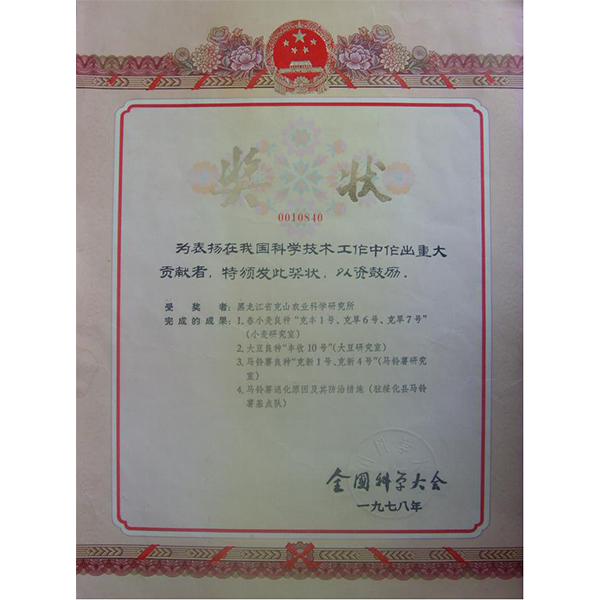 奖状
0010840
为表扬在我国科学技术工作中作出重大
贡献者，特颁发此奖状，以资鼓励．
受奖者：黑龙江省克山农业科学研究所
完成的成果：1.春小麦良种“克丰1号、克旱6号、克旱7号”
（小麦研究室）
2.大豆良种“丰收10号”（大豆研究室）
3.马铃薯良种“克新1号、克新4号”（马铃薯研究
室）
4.马铃薯退化原因及其防治措施（驻绥化县马铃
薯基点队）
全国科学大会
一九七八年